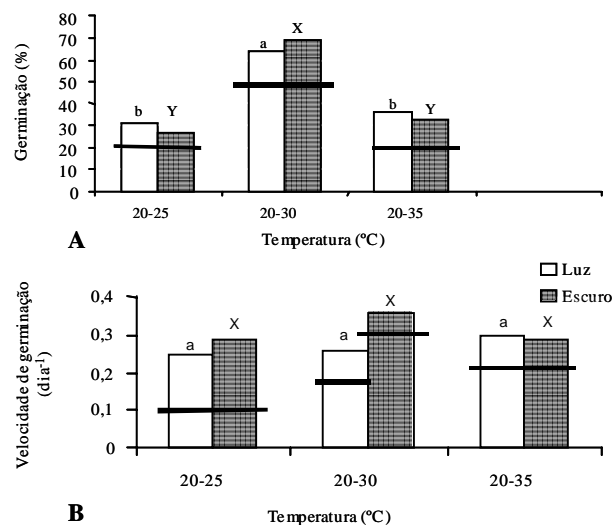 80
70
60
50
40
30
20
10
0
Germinação (%)
b Y
a X
b Y
20-25 20-30 20-35
A
Temperatura (ºC)
Luz
Escuro
0,4
0,3
0,2
0,1
0
Velocidade de germinação
(dia-1)
a X
a X
a X
20-25 20-30 20-35
B
Temperatura (ºC)